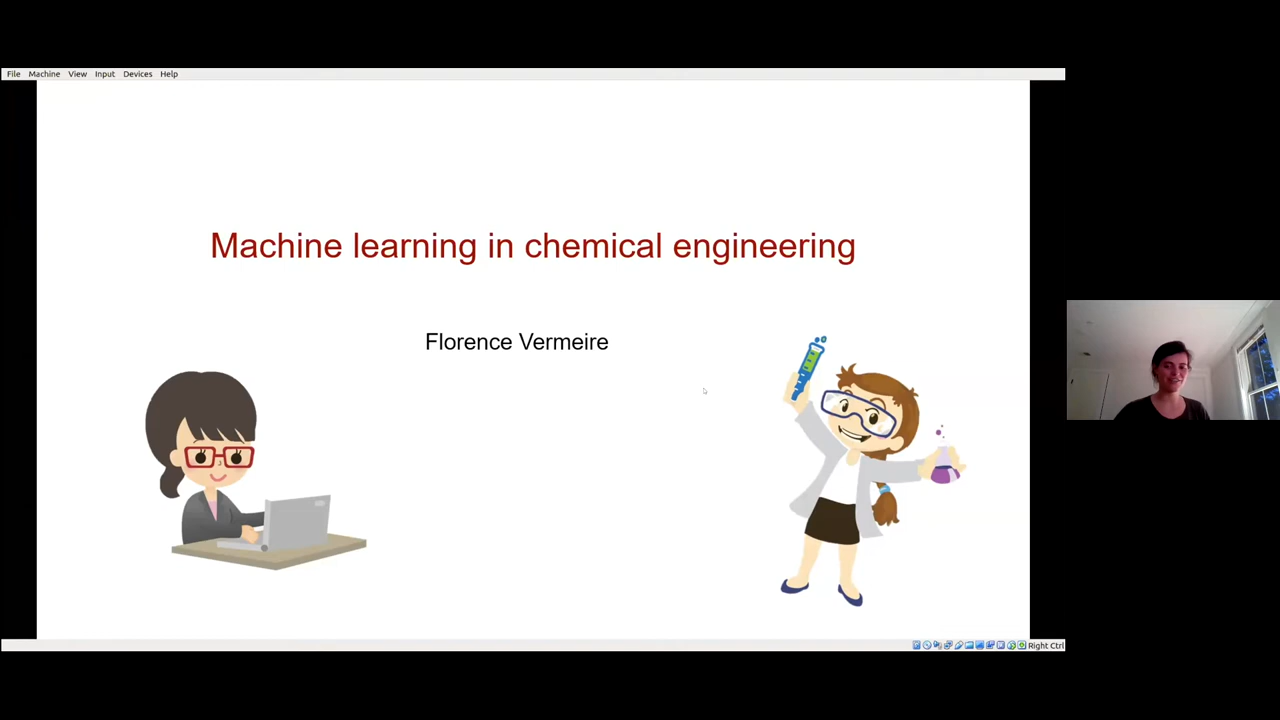 File Machine View Input Devices Help
Machine learning in chemical engineering
Florence Vermeire
Right Ctrl